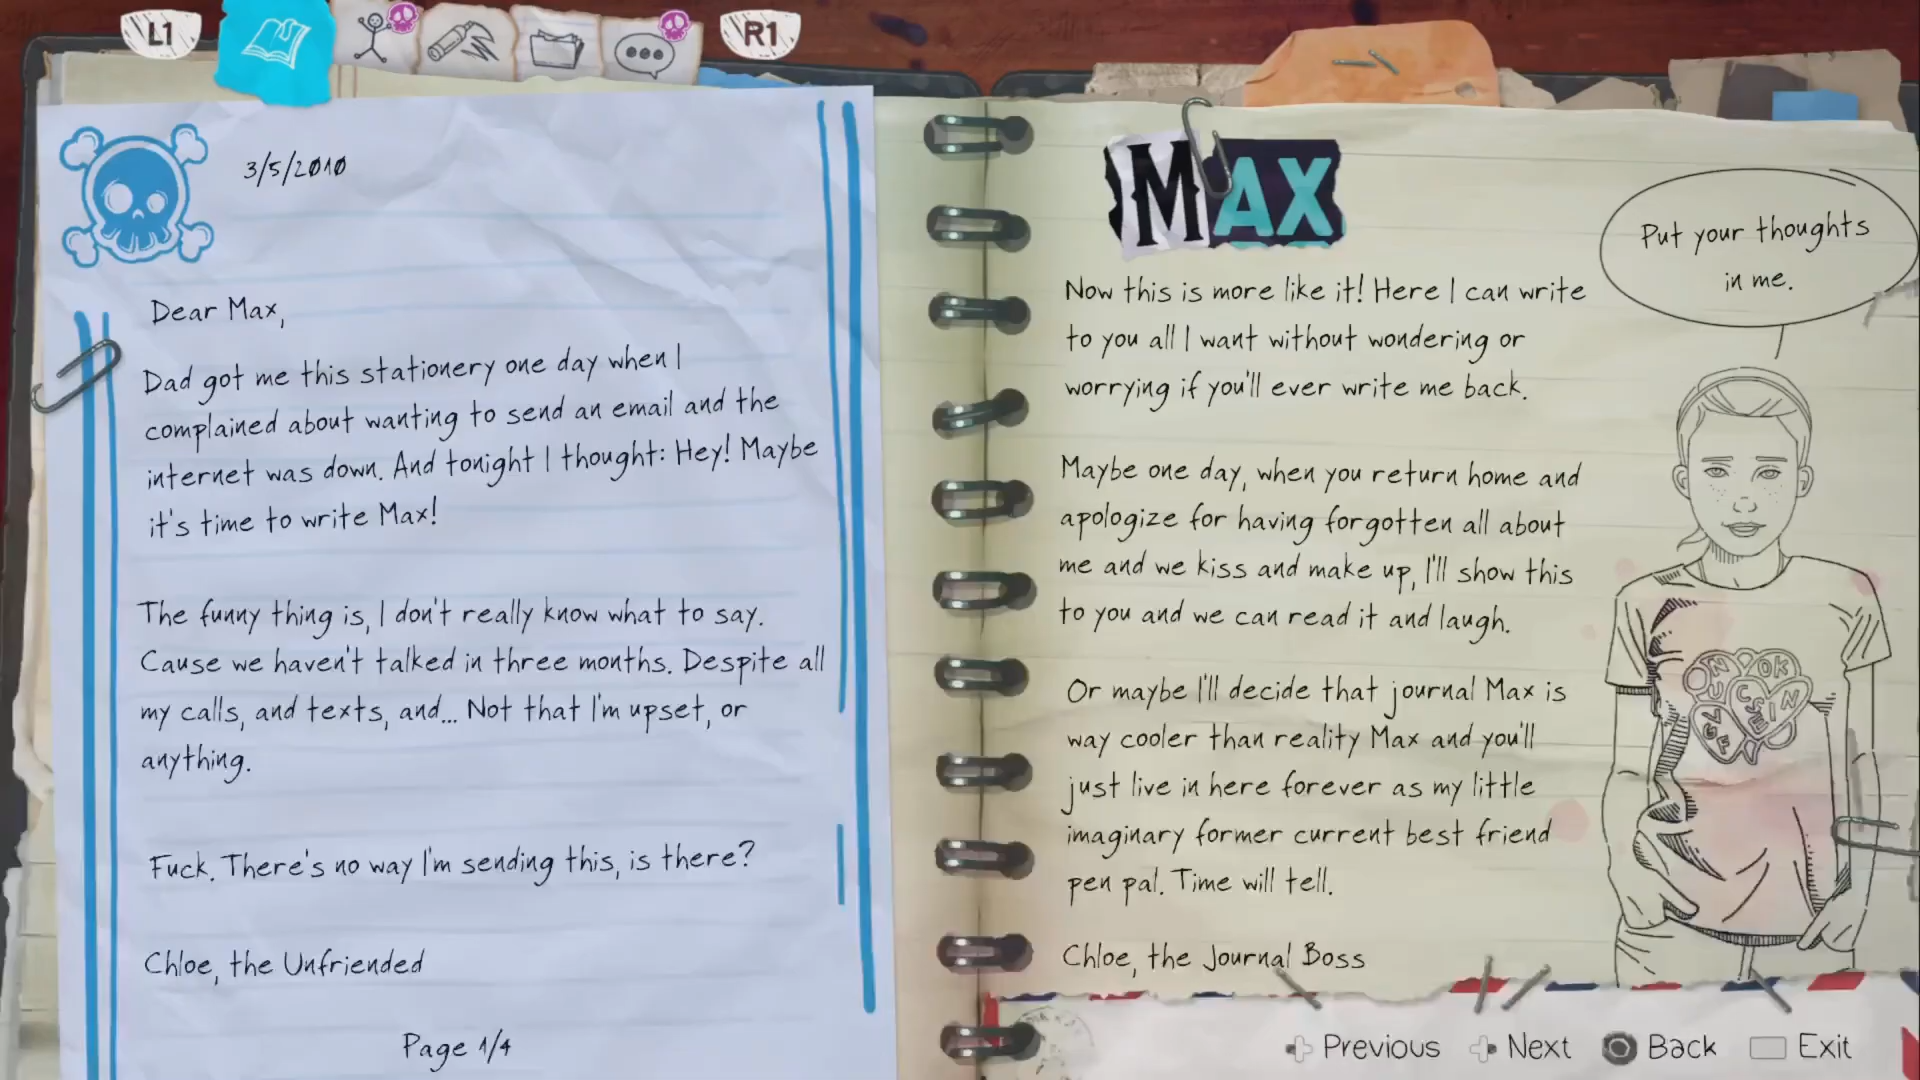 L1
R1
3/5/2010
Dear Max,
Dad got me this stationery one day when I
complained about wanting to send an email and the
internet was down. And tonight I thought: Hey! Maybe
it's time to write Max!
The funny thing is, I don't really know what to say.
Cause we haven't talked in three months. Despite all
my calls, and texts, and... Not that I'm upset, or
anything.
Fuck. There's no way I'm sending this, is there?
Chloe, the Unfriended
Page 1/4
MAX
Now this is more like it! Here I can write
to you all I want without wondering or
worrying if you'll ever write me back.
Maybe one day, when you return home and
apologize for having forgotten all about
me and we kiss and make up, I'll show this
to you and we can read it and laugh.
Or maybe I'll decide that journal Max is
way cooler than reality Max and you'll
just live in here forever as my little
imaginary former current best friend
pen pal. Time will tell.
Chloe, the Journal Boss
Put your thoughts
in me.
Previous
Next
Back
Exit